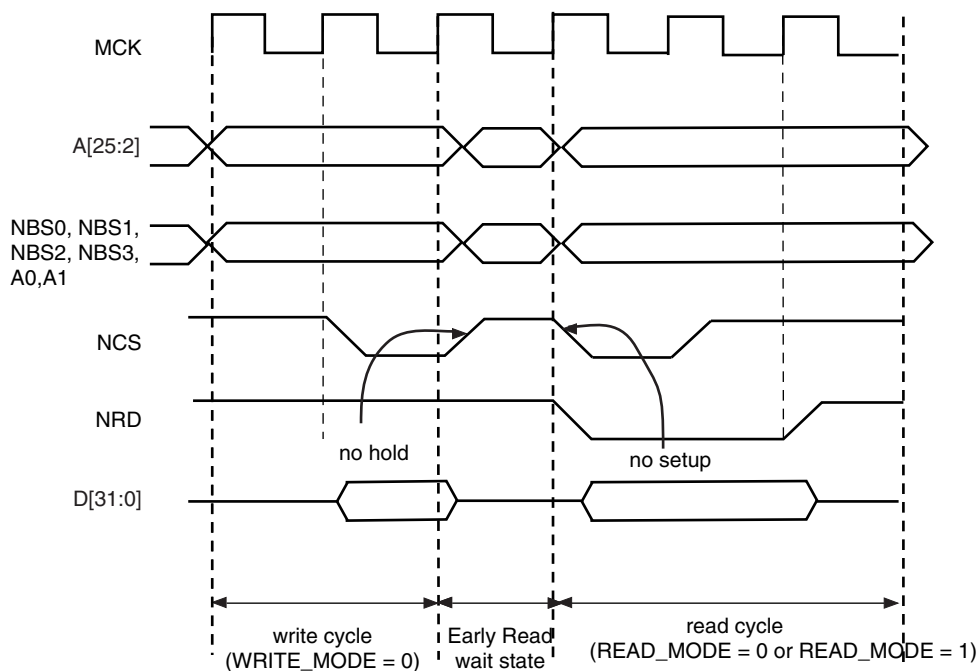 MCK
A[25:2]
NBS0, NBS1,
NBS2, NBS3,
A0,A1
NCS
NRD
no hold
no setup
D[31:0]
write cycle
(WRITE_MODE = 0)
Early Read
wait state
read cycle
(READ_MODE = 0 or READ_MODE = 1)